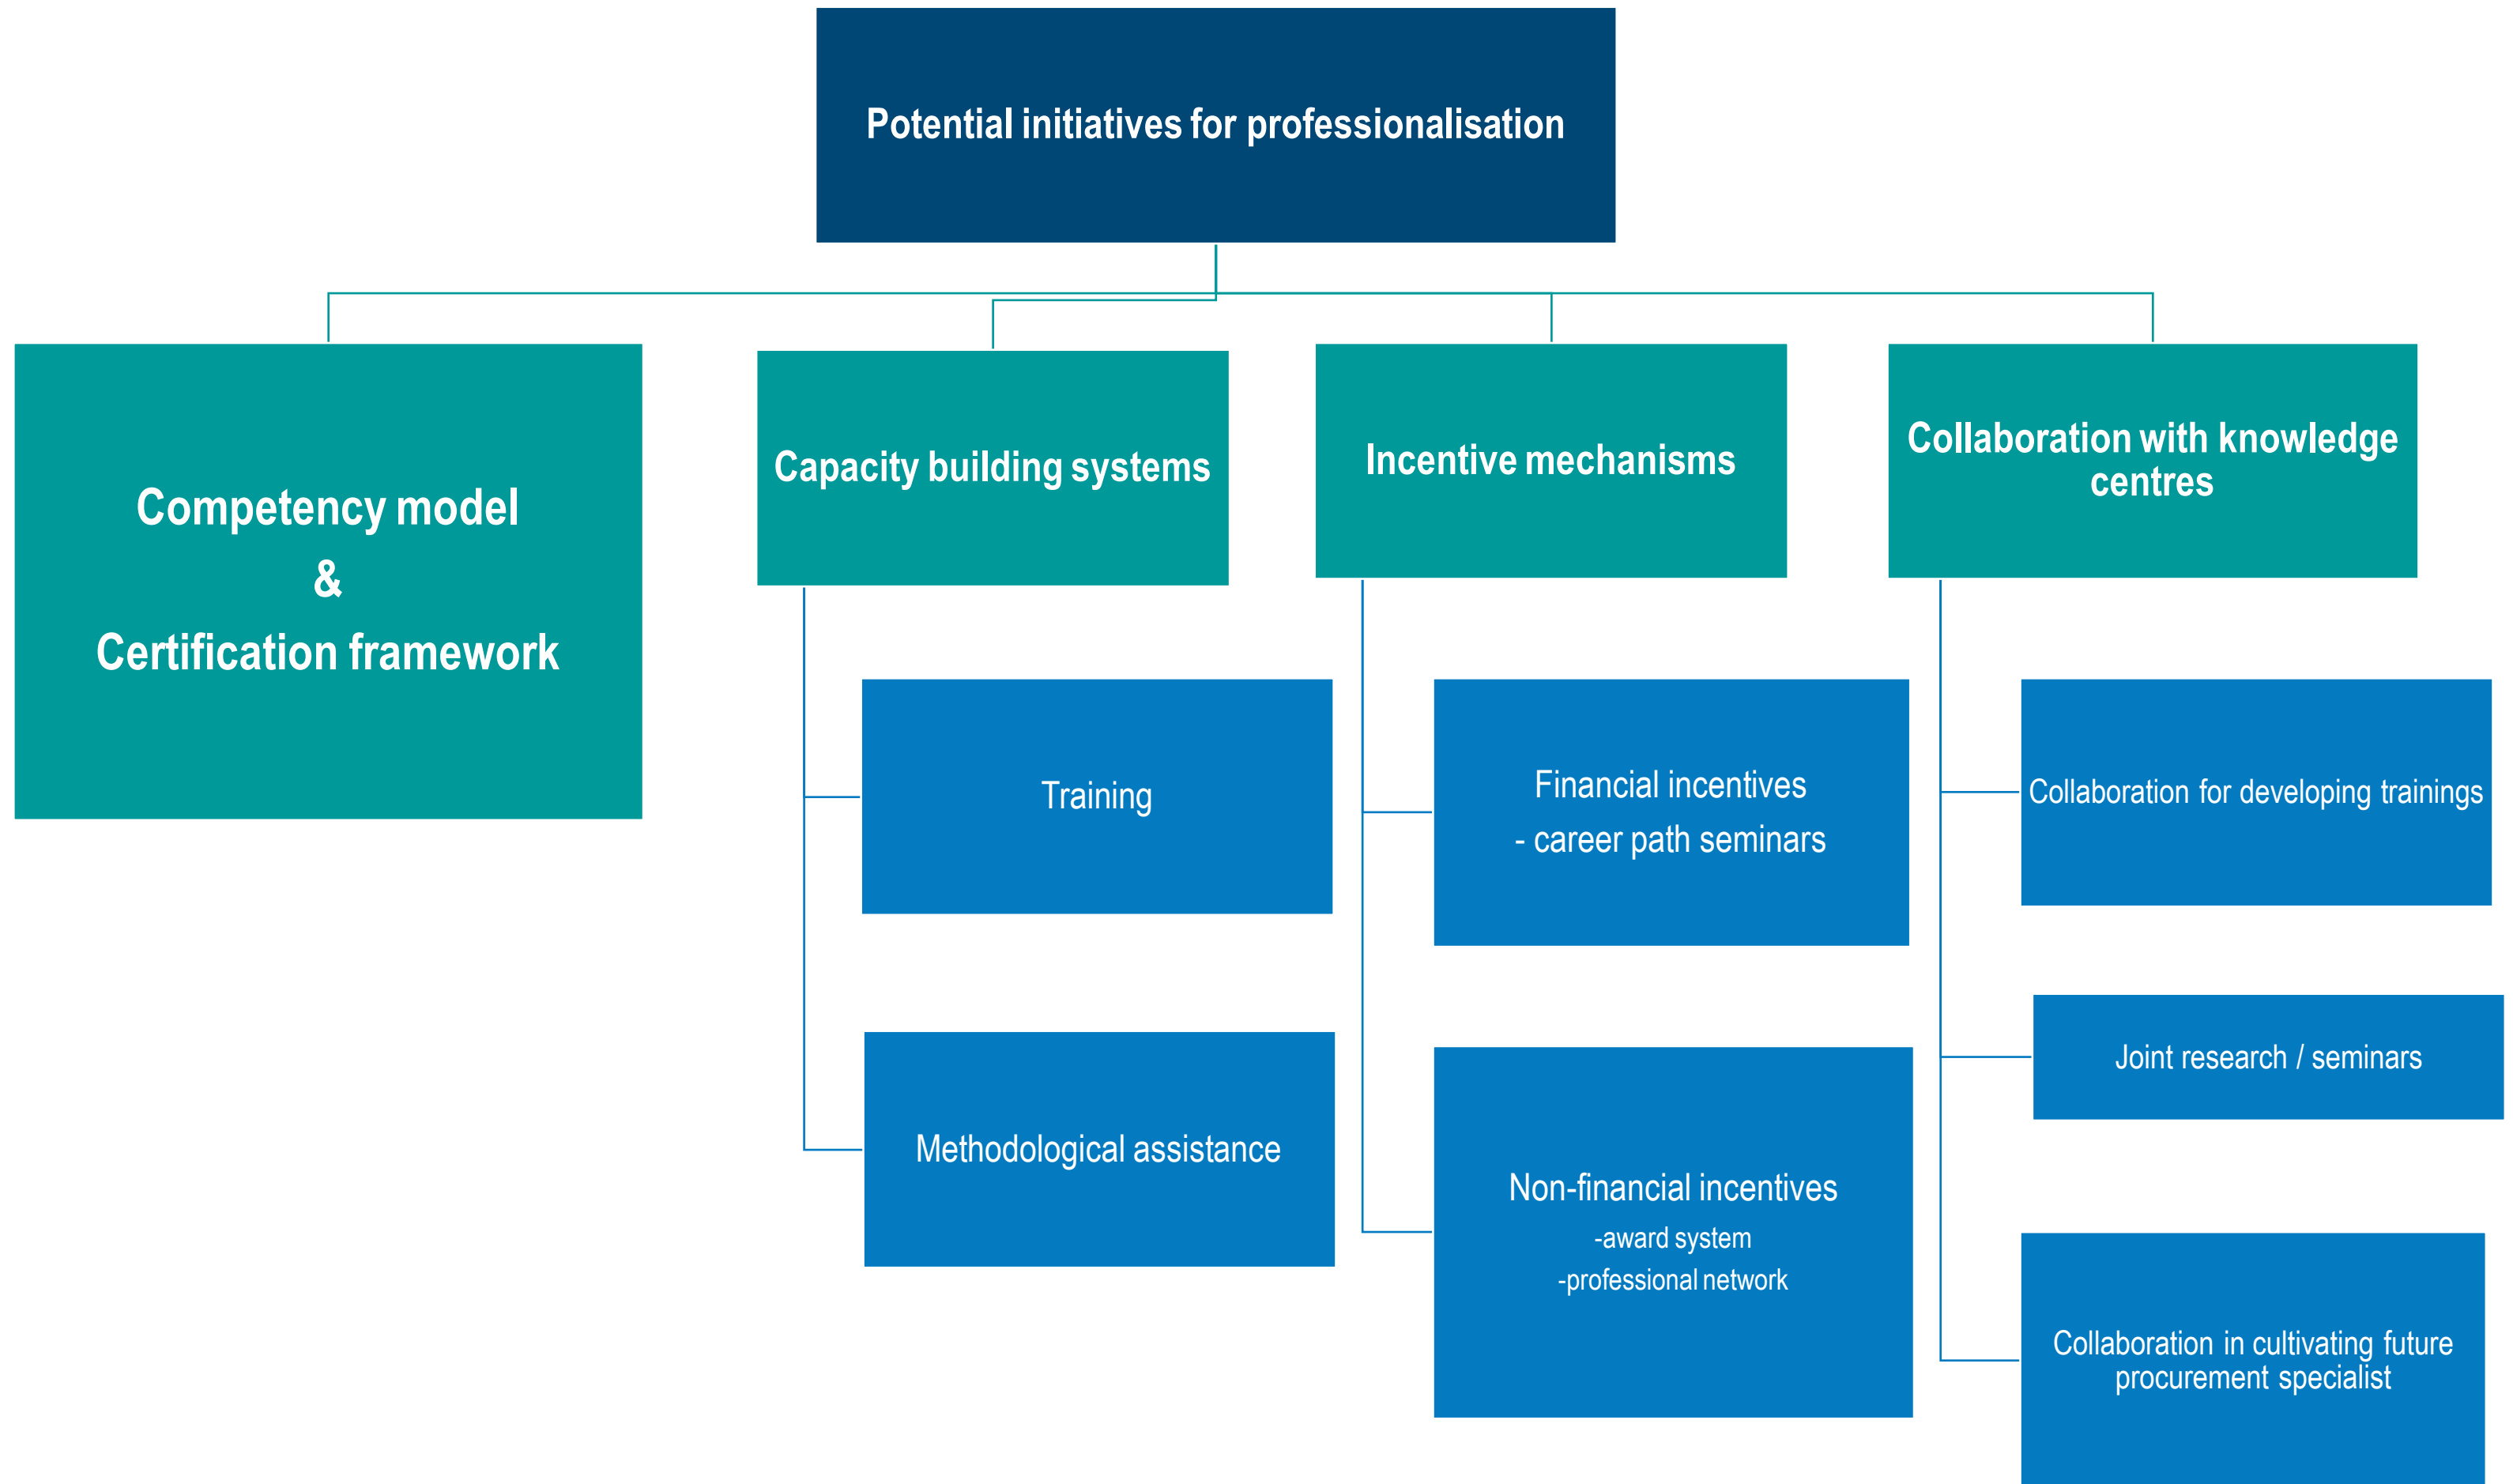 Potential initiatives for professionalisation
Competency model
&
Certification framework
Capacity building systems
Training
Methodological assistance
Incentive mechanisms
Financial incentives
- career path seminars
Non-financial incentives
-award system
-professional network
Collaboration with knowledge
centres
Collaboration for developing trainings
Joint research / seminars
Collaboration in cultivating future
procurement specialist